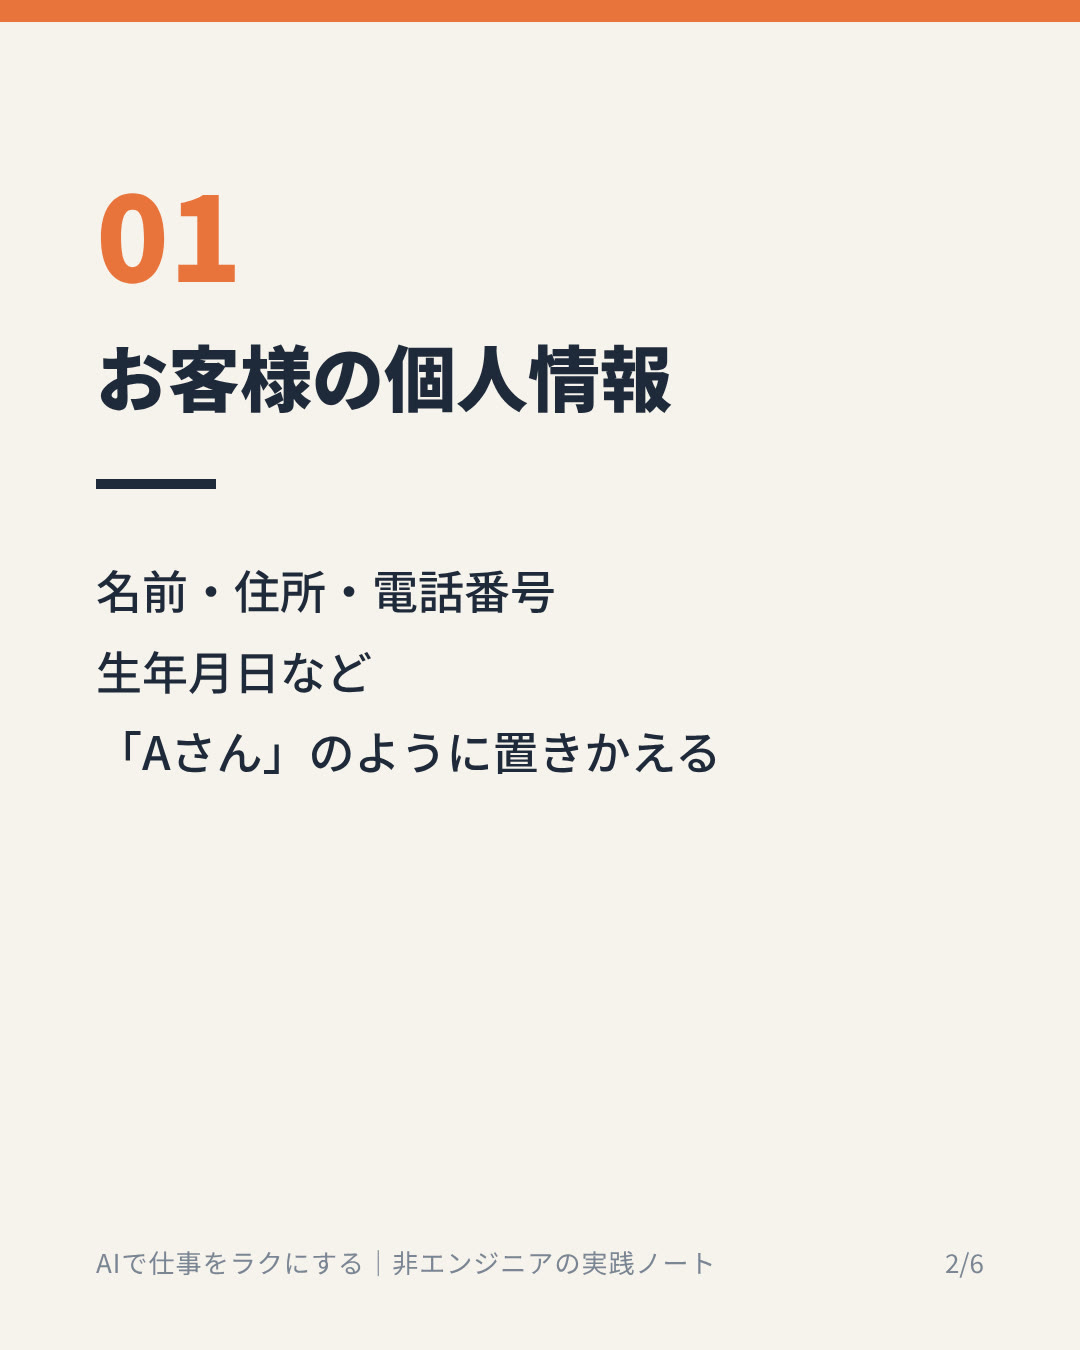 01
お客様の個人情報
名前・住所・電話番号
生年月日など
「Aさん」のように置きかえる
AIで仕事をラクにする｜非エンジニアの実践ノート
2/6